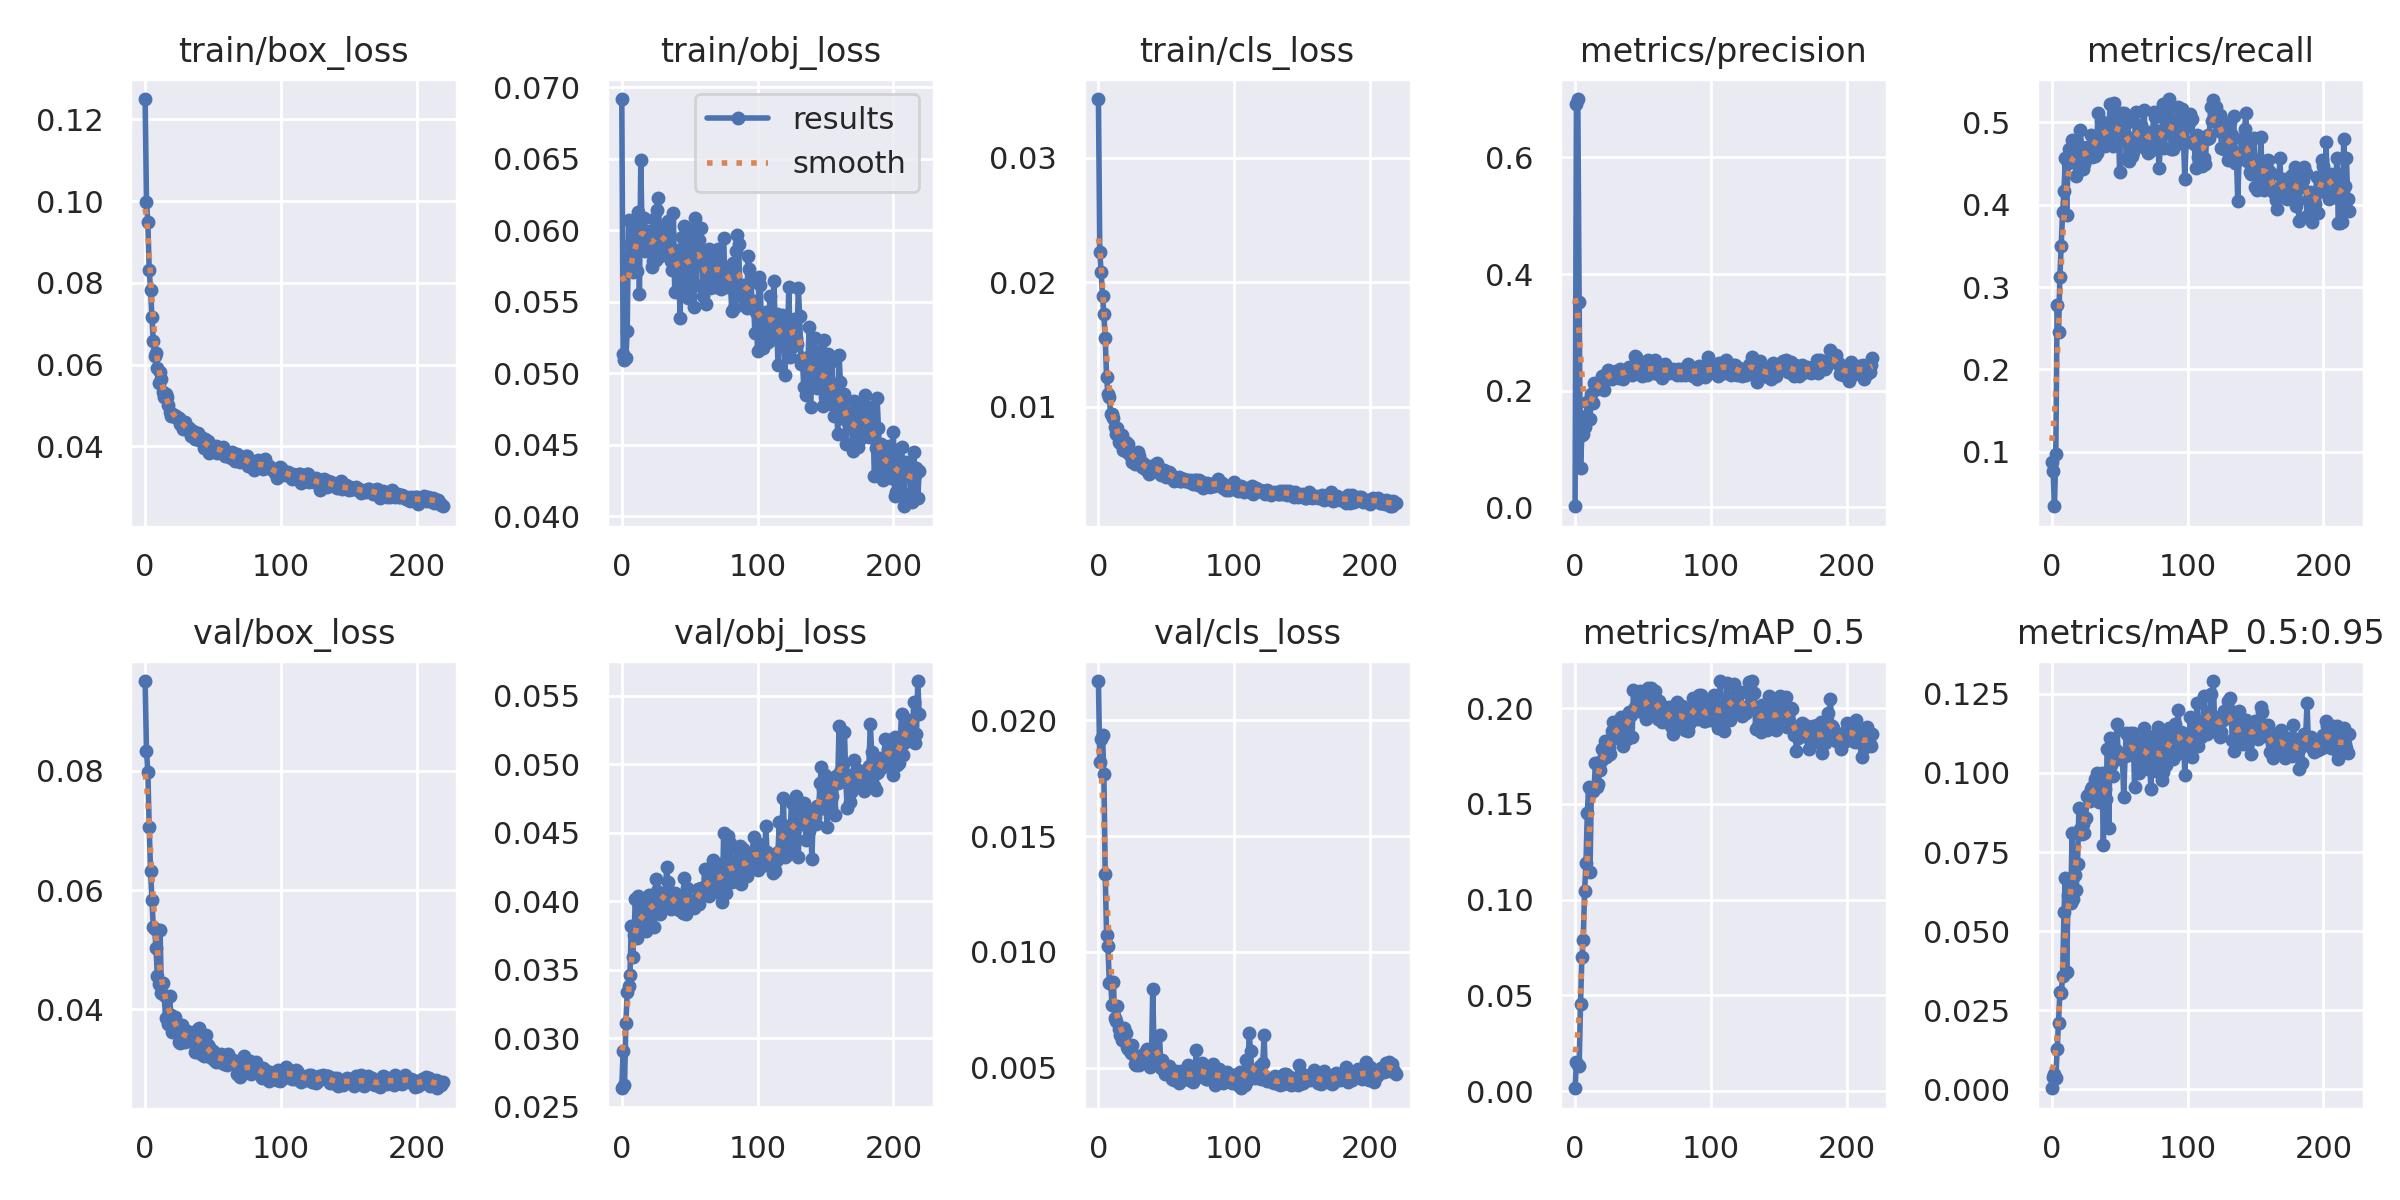 train/box_loss
0.12
0.10
0.08
0.06
0.04
0 100 200
train/obj_loss
results
smooth
0.070
0.065
0.060
0.055
0.050
0.045
0.040
0 100 200
train/cls_loss
0.03
0.02
0.01
0 100 200
metrics/precision
0.6
0.4
0.2
0.0
0 100 200
metrics/recall
0.5
0.4
0.3
0.2
0.1
0 100 200
val/box_loss
0.08
0.06
0.04
0 100 200
val/obj_loss
0.055
0.050
0.045
0.040
0.035
0.030
0.025
0 100 200
val/cls_loss
0.020
0.015
0.010
0.005
0 100 200
metrics/mAP_0.5
0.20
0.15
0.10
0.05
0.00
0 100 200
metrics/mAP_0.5:0.95
0.125
0.100
0.075
0.050
0.025
0.000
0 100 200